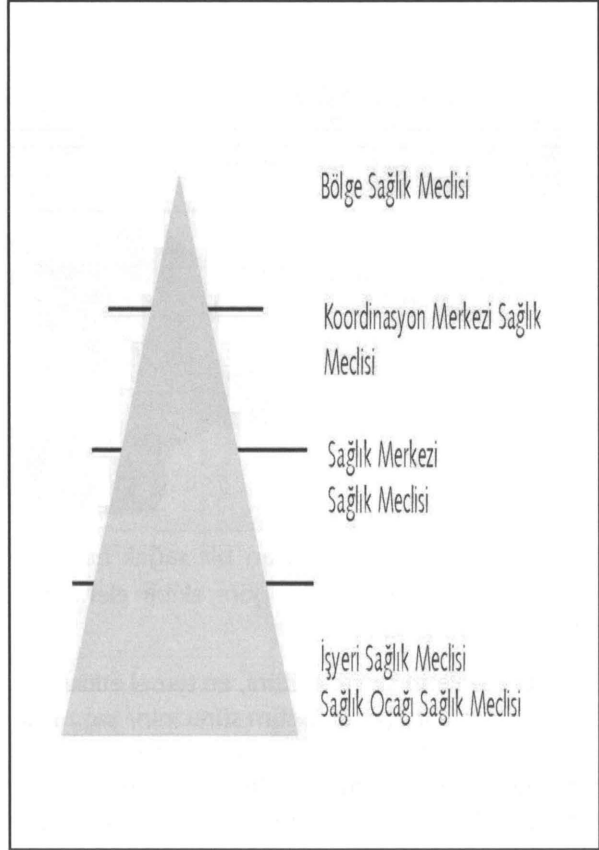 Bölge Sağlık Meclisi
Koordinasyon Merkezi Sağlık
Meclisi
Sağlık Merkezi
Sağlık Meclisi
İşyeri Sağlık Meclisi
Sağlık Ocağı Sağlık Meclisi